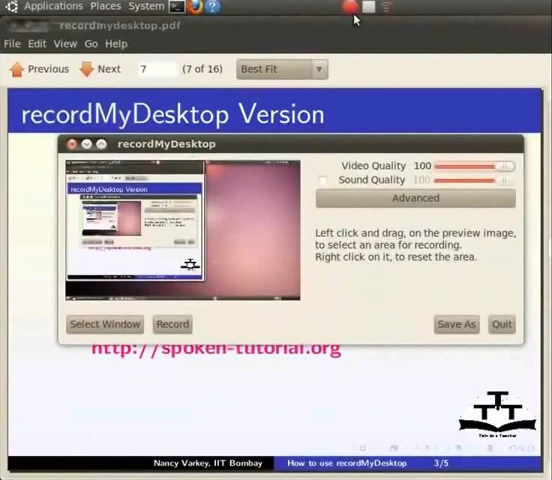 Applications Places System
recordmydesktop.pdf
File Edit View Go Help
Previous Next 7 (7 of 16) Best Fit
recordMyDesktop Version
recordMyDesktop
recordMyDesktop Version
Video Quality 100
Sound Quality 100
Advanced
Left click and drag, on the preview image,
to select an area for recording.
Right click on it, to reset the area.
Select Window Record Save As Quit
http://spoken-tutorial.org
Talk to a Teacher
Nancy Varkey, IIT Bombay How to use recordMyDesktop 3/5